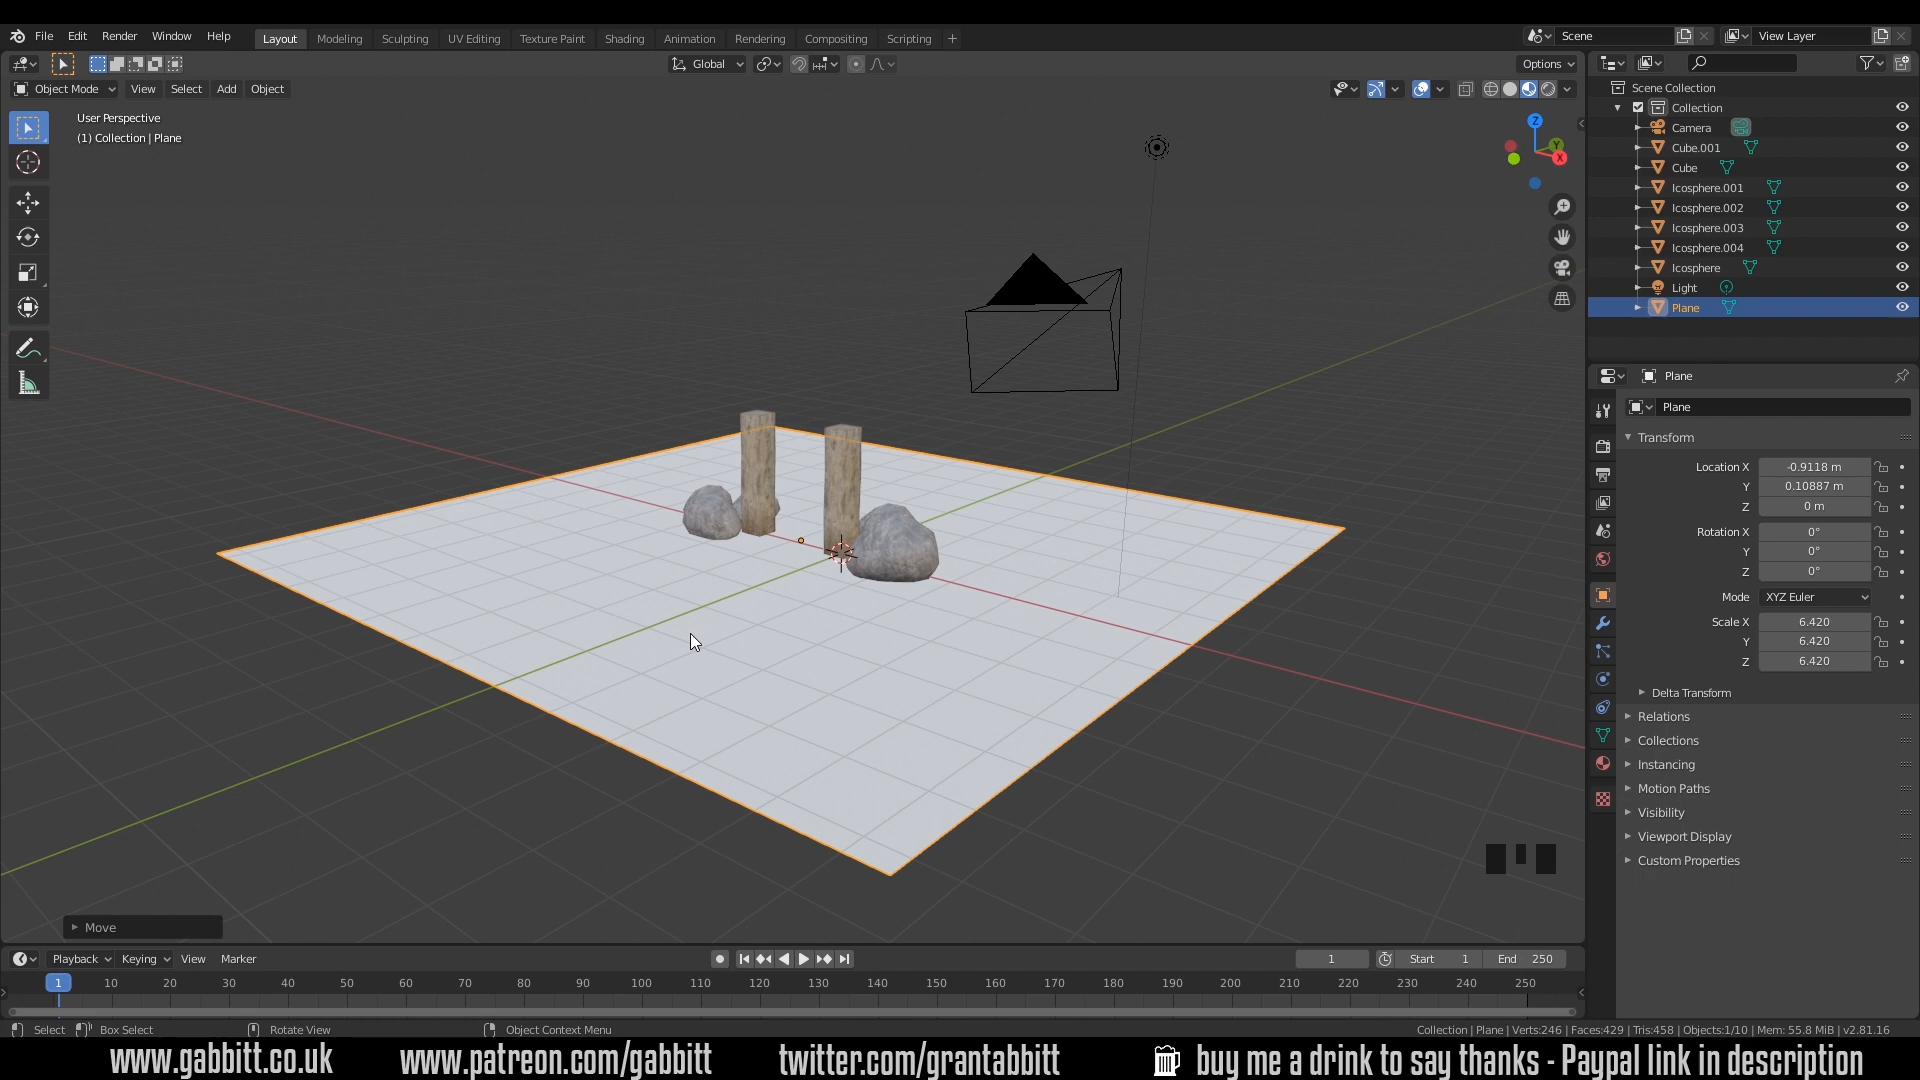 File Edit Render Window Help Layout Modeling Sculpting UV Editing Texture Paint Shading Animation Rendering Compositing Scripting + Scene View Layer
Global Options
Object Mode View Select Add Object
User Perspective
(1) Collection | Plane
Z
Y
X
Scene Collection
Collection
Camera
Cube.001
Cube
Icosphere.001
Icosphere.002
Icosphere.003
Icosphere.004
Icosphere
Light
Plane
Plane
Plane
Transform
Location X -0.9118 m
Y 0.10887 m
Z 0 m
Rotation X 0°
Y 0°
Z 0°
Mode XYZ Euler
Scale X 6.420
Y 6.420
Z 6.420
Delta Transform
Relations
Collections
Instancing
Motion Paths
Visibility
Viewport Display
Custom Properties
Move
Playback Keying View Marker 1 Start 1 End 250
1 10 20 30 40 50 60 70 80 90 100 110 120 130 140 150 160 170 180 190 200 210 220 230 240 250
Select Box Select Rotate View Object Context Menu Collection | Plane | Verts:246 | Faces:429 | Tris:458 | Objects:1/10 | Mem: 55.8 MiB | v2.81.16
www.gabbitt.co.uk www.patreon.com/gabbitt twitter.com/grantabbitt buy me a drink to say thanks - Paypal link in description